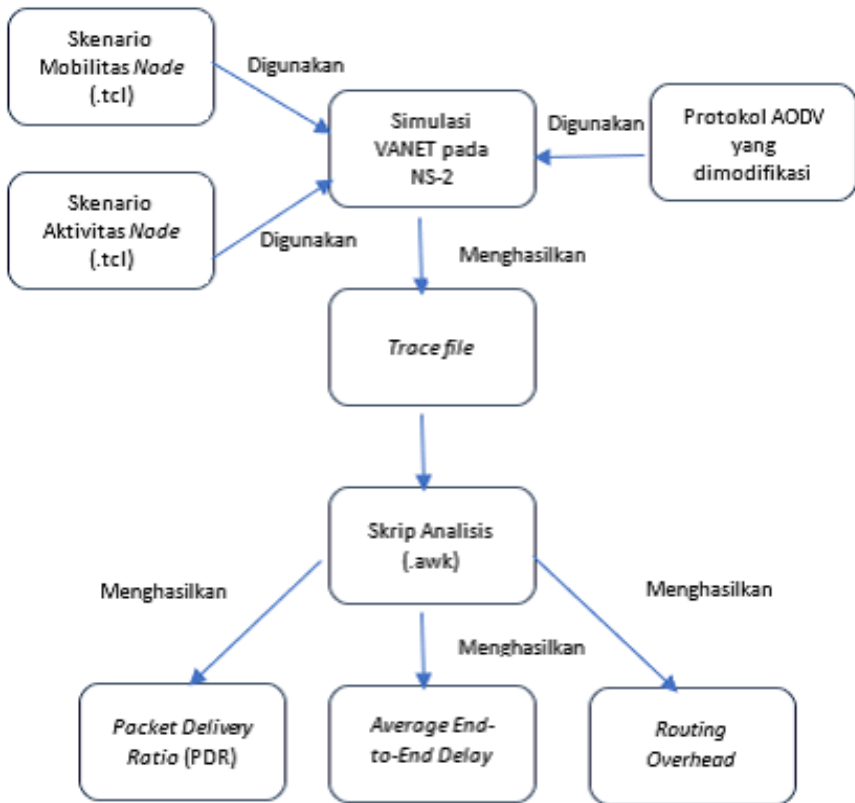 Skenario
Mobilitas Node
(.tcl)
Digunakan
Simulasi
VANET pada
NS-2
Digunakan
Protokol AODV
yang
dimodifikasi
Skenario
Aktivitas Node
(.tcl)
Digunakan
Menghasilkan
Trace file
Skrip Analisis
(.awk)
Menghasilkan
Menghasilkan
Menghasilkan
Packet Delivery
Ratio (PDR)
Average End-
to-End Delay
Routing
Overhead